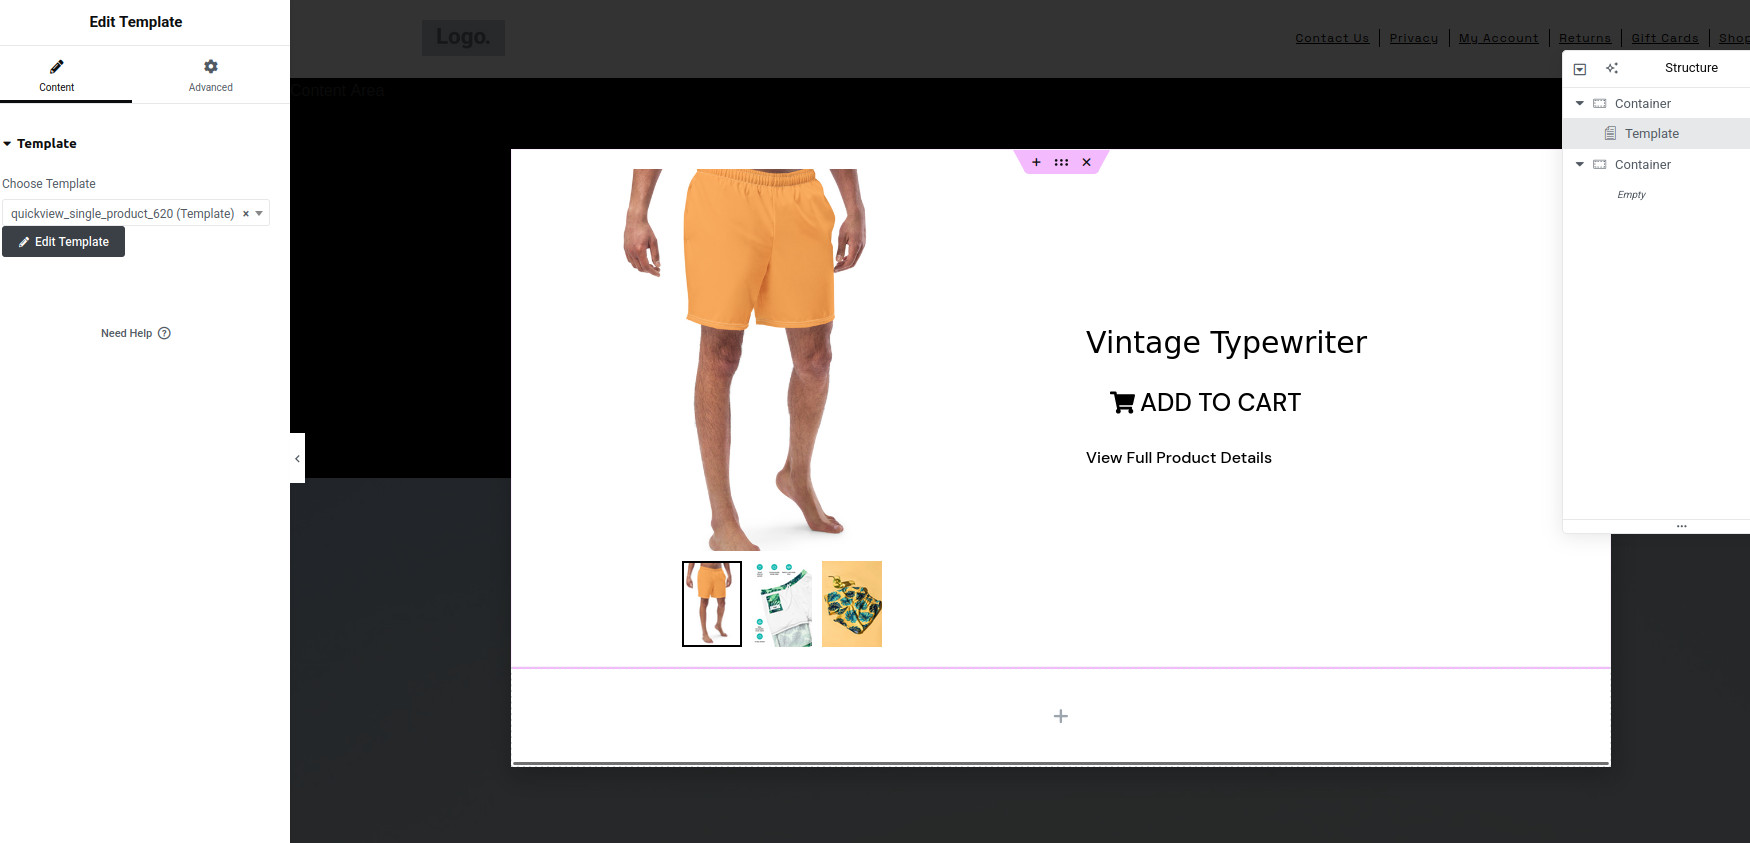 Edit Template
Content
Advanced
Template
Choose Template
quickview_single_product_620 (Template)
Edit Template
Need Help
Logo.
Contact Us
Privacy
My Account
Returns
Gift Cards
Shop
Content Area
Vintage Typewriter
ADD TO CART
View Full Product Details
Structure
Container
Template
Container
Empty